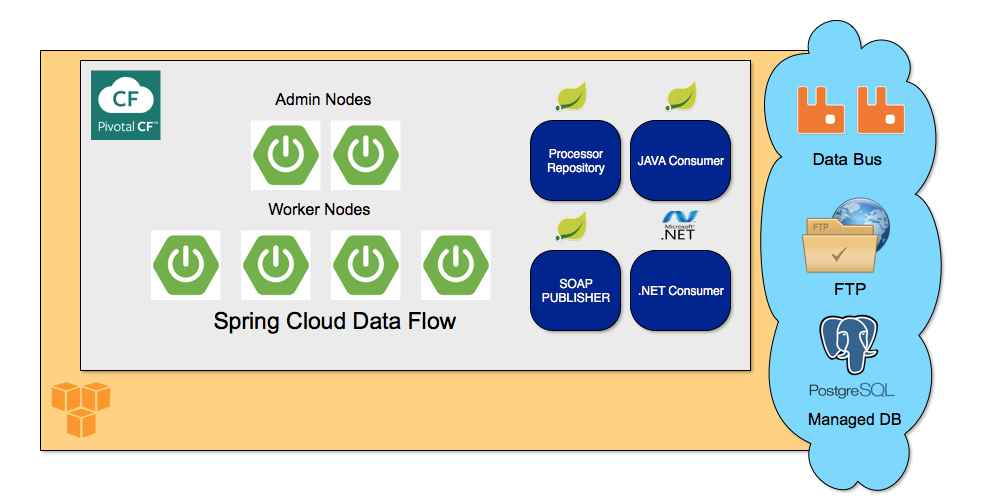 CF
Pivotal CF™
Admin Nodes
Worker Nodes
Spring Cloud Data Flow
Processor
Repository
JAVA Consumer
SOAP
PUBLISHER
Microsoft®
.NET
.NET Consumer
Data Bus
FTP
FTP
PostgreSQL
Managed DB